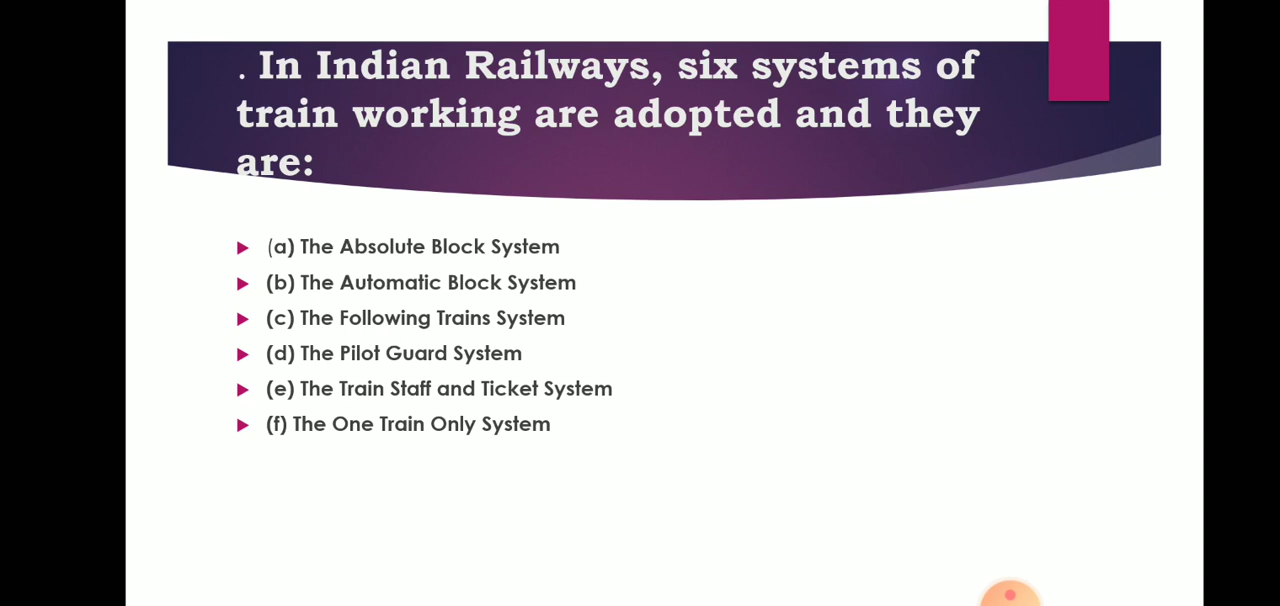 . In Indian Railways, six systems of
train working are adopted and they
are:
(a) The Absolute Block System
(b) The Automatic Block System
(c) The Following Trains System
(d) The Pilot Guard System
(e) The Train Staff and Ticket System
(f) The One Train Only System